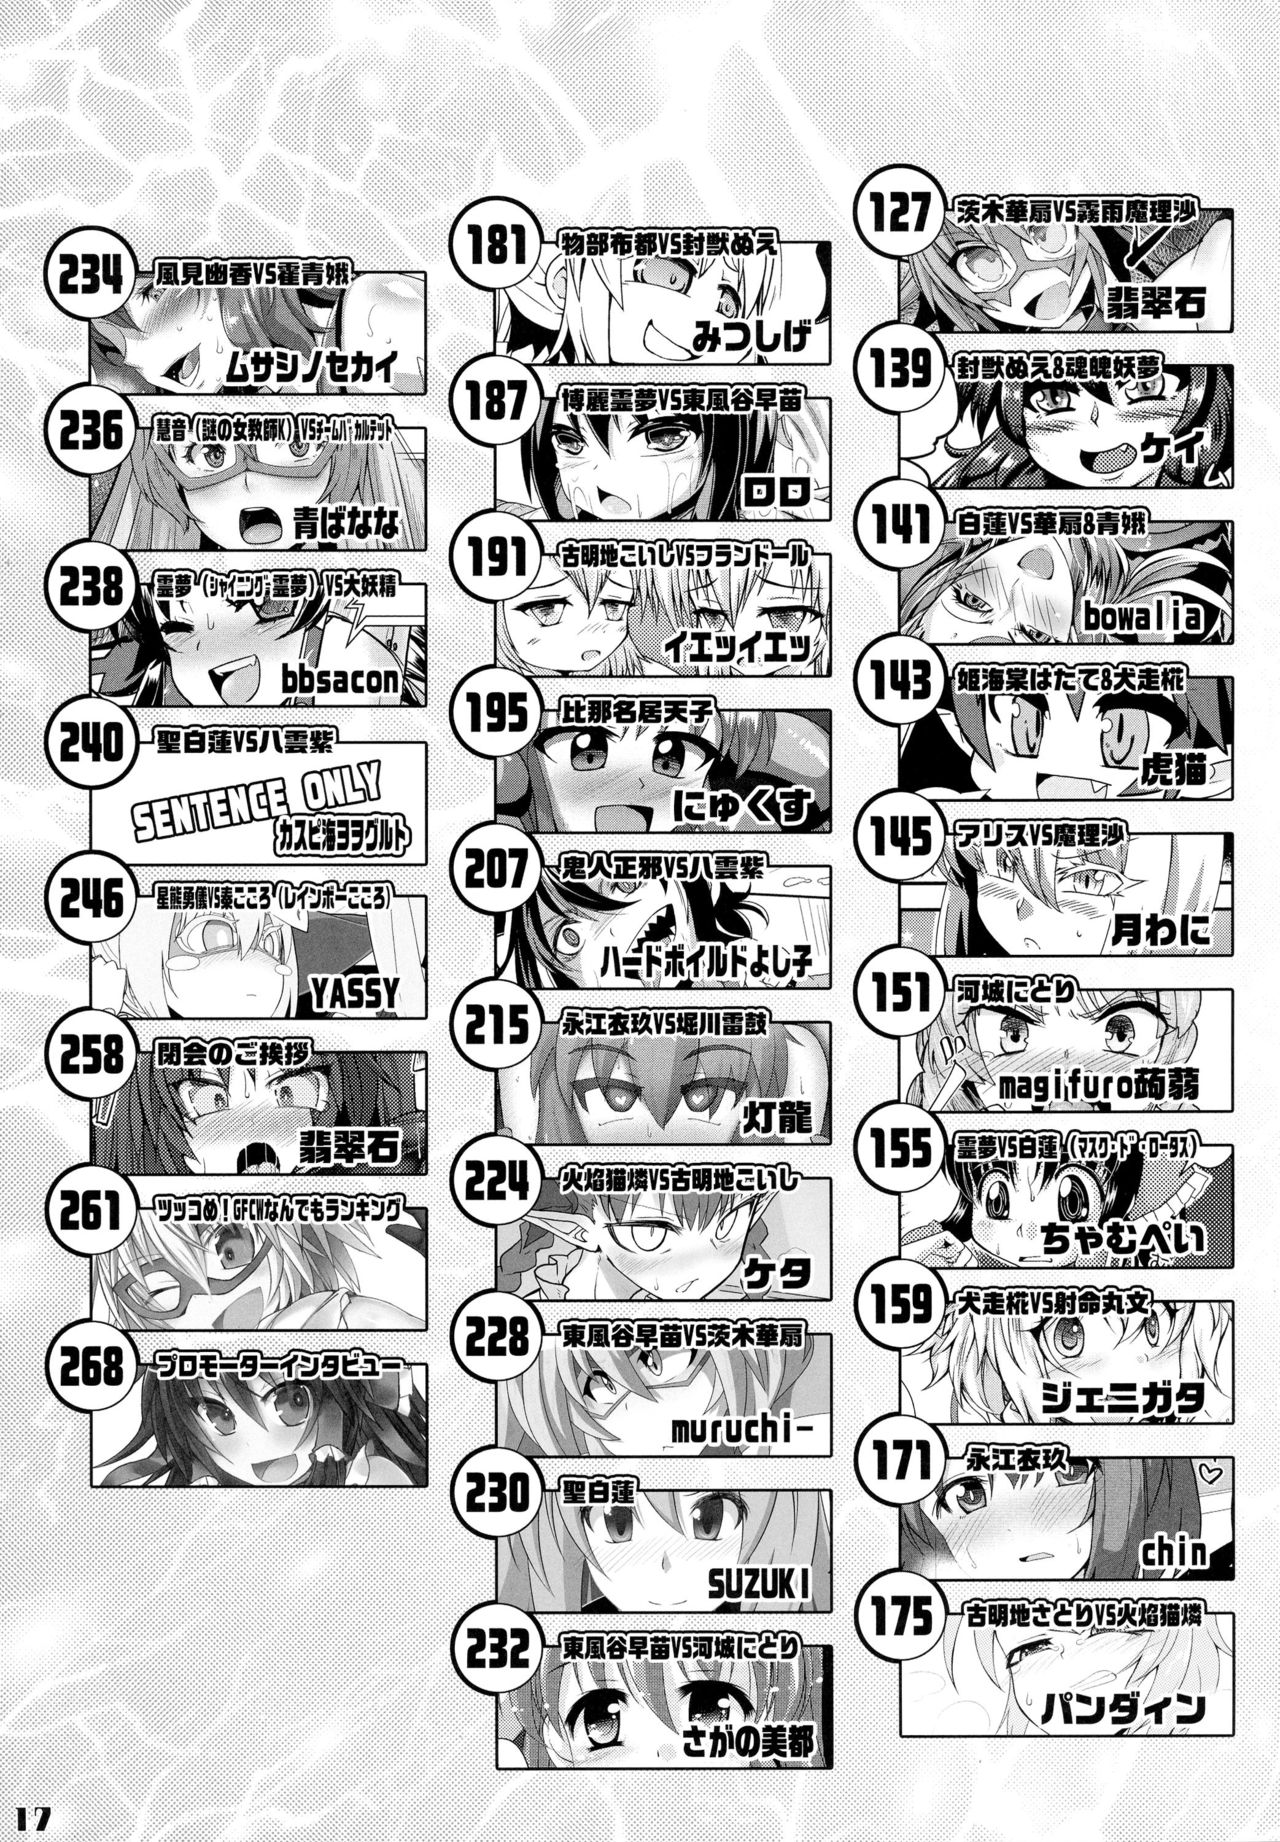 127
茨木華扇VS霧雨魔理沙
翡翠石
139
封獣ぬえ&魂魄妖夢
ケイ
141
白蓮VS華扇&青娥
bowalia
143
姫海棠はたて&犬走椛
虎猫
145
アリスVS魔理沙
月わに
151
河城にとり
magifuro蒟蒻
155
霊夢VS白蓮（マスク・ド・ロータス）
ちゃむぺい
159
犬走椛VS射命丸文
ジェニガタ
171
永江衣玖
chin
175
古明地さとりVS火焔猫燐
パンダィン
181
物部布都VS封獣ぬえ
みつしげ
187
博麗霊夢VS東風谷早苗
ロロ
191
古明地こいしVSフランドール
イエッツイエッツ
195
比那名居天子
にゅくす
207
鬼人正邪VS八雲紫
ハードボイルドよし子
215
永江衣玖VS堀川雷鼓
灯龍
224
火焔猫燐VS古明地こいし
ケタ
228
東風谷早苗VS茨木華扇
muruchi-
230
聖白蓮
SUZUKI
232
東風谷早苗VS河城にとり
さがの美都
234
風見幽香VS霍青娥
ムサシノセカイ
236
慧音（謎の女教師K）VSチームバカルテット
青ばなな
238
霊夢（シャイニング・霊夢）VS大妖精
bbsacon
240
聖白蓮VS八雲紫
SENTENCE ONLY
カスピ海ヨヲグルト
246
星熊勇儀VS秦こころ（レインボーこころ）
YASSY
258
閉会のご挨拶
翡翠石
261
ツッコめ！GFCWなんでもランキング
268
プロモーターインタビュー
17